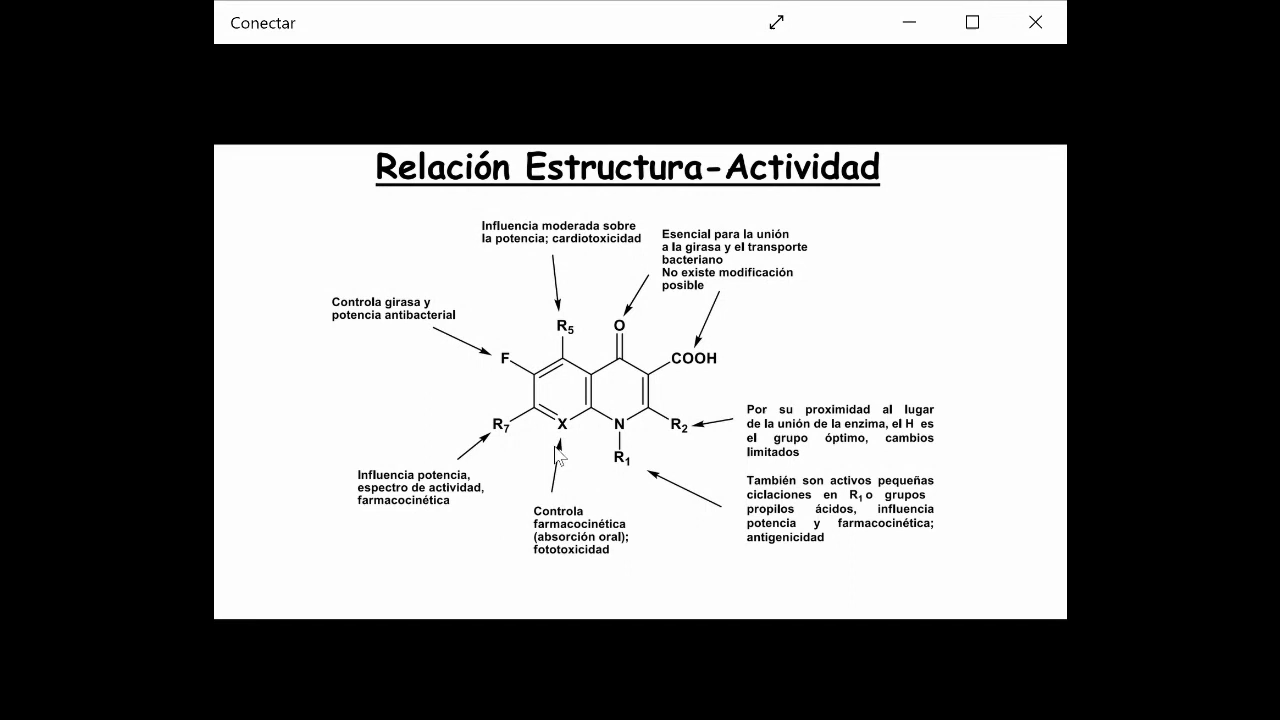 Conectar
Relación Estructura-Actividad
Influencia moderada sobre
la potencia; cardiotoxicidad
Esencial para la unión
a la girasa y el transporte
bacteriano
No existe modificación
posible
Controla girasa y
potencia antibacterial
R5
O
F
COOH
R7
X
N
R2
R1
Por su proximidad al lugar
de la unión de la enzima, el H es
el grupo óptimo, cambios
limitados
Influencia potencia,
espectro de actividad,
farmacocinética
También son activos pequeñas
ciclaciones en R1 o grupos
propilos ácidos, influencia
potencia y farmacocinética;
antigenicidad
Controla
farmacocinética
(absorción oral);
fototoxicidad